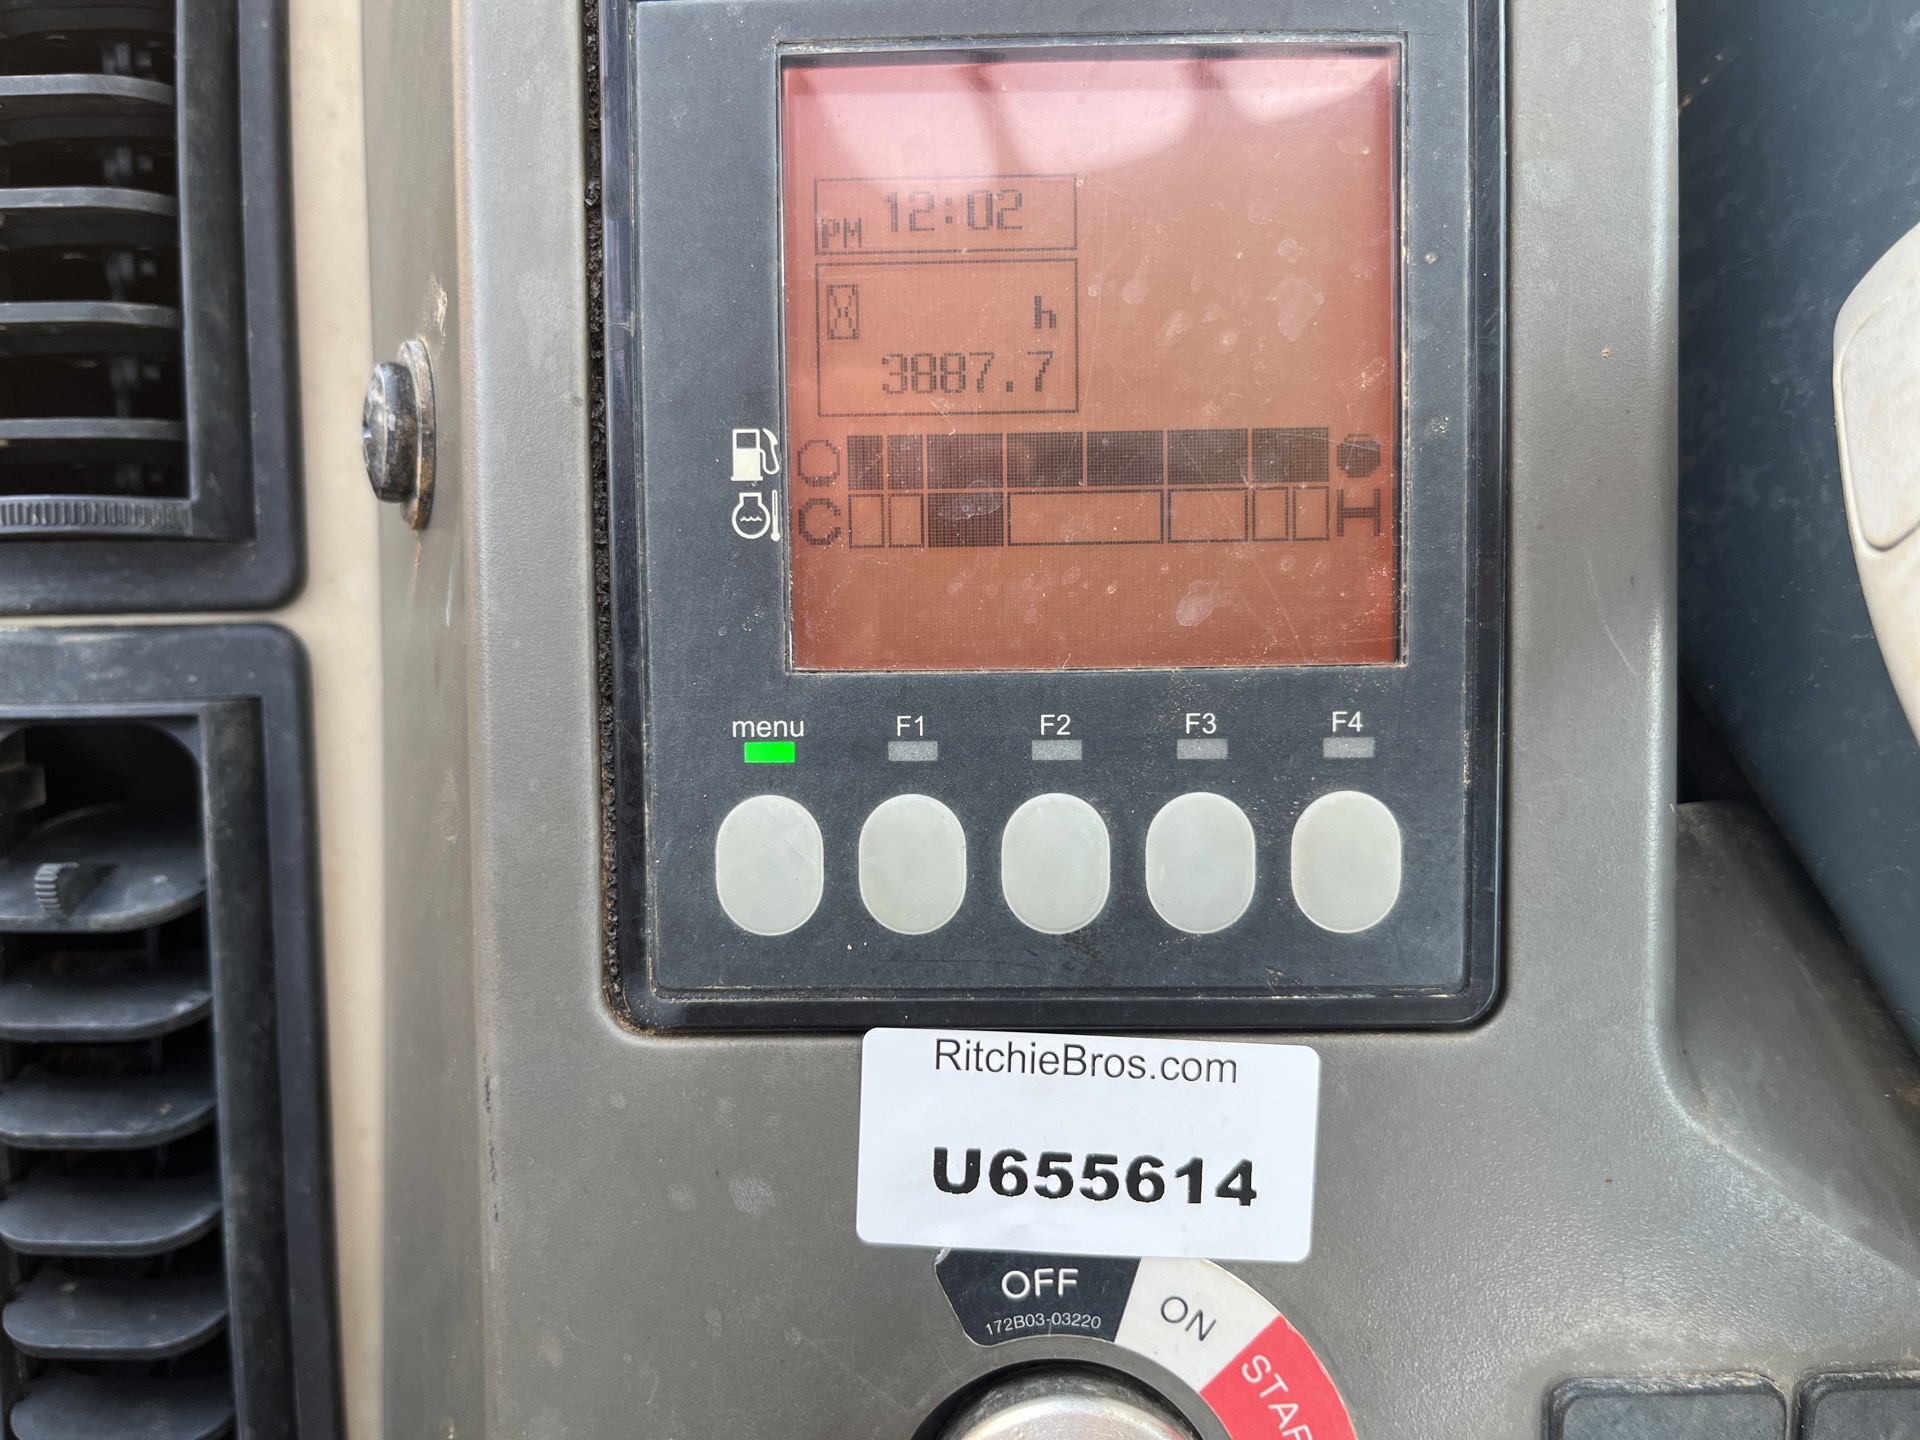 PM 12:02
h
3887.7
C H
menu F1 F2 F3 F4
RitchieBros.com
U655614
OFF
172B03-03220
ON
STAR